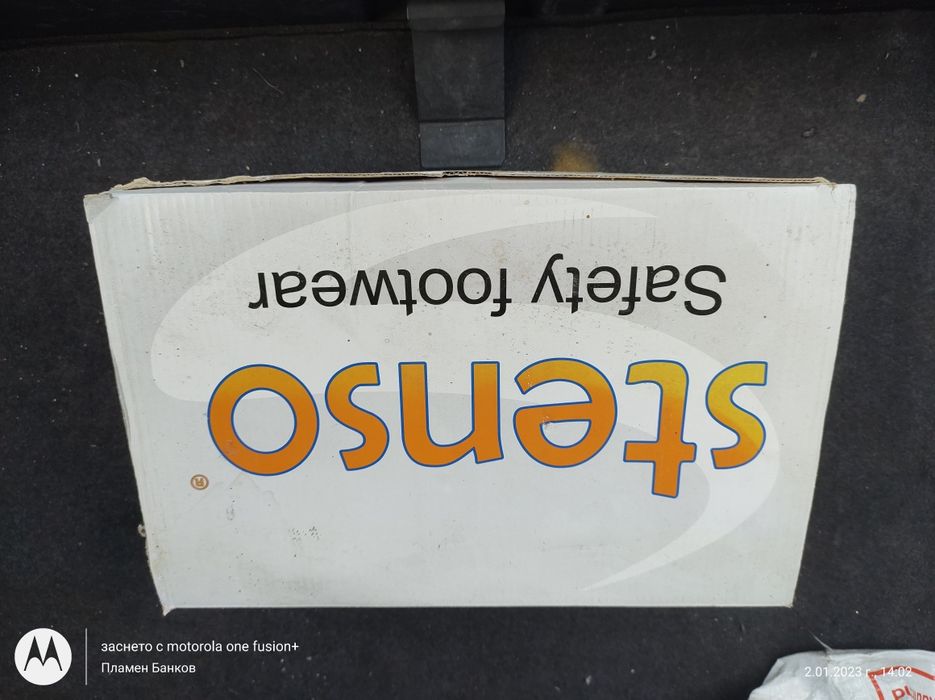 stenso
®
Safety footwear
заснето с motorola one fusion+
Пламен Банков
2.01.2023 г., 14:02